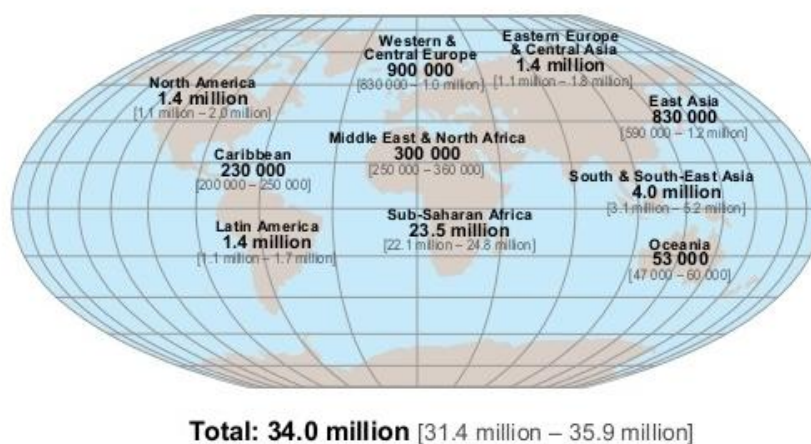 Western &
Central Europe
900 000
[830 000 – 1.0 million]
Eastern Europe
& Central Asia
1.4 million
[1.1 million – 1.8 million]
North America
1.4 million
[1.1 million – 2.0 million]
East Asia
830 000
[590 000 – 1.2 million]
Middle East & North Africa
300 000
[250 000 – 360 000]
Caribbean
230 000
[200 000 – 250 000]
South & South-East Asia
4.0 million
[3.1 million – 5.2 million]
Latin America
1.4 million
[1.1 million – 1.7 million]
Sub-Saharan Africa
23.5 million
[22.1 million – 24.8 million]
Oceania
53 000
[47 000 – 60 000]
Total: 34.0 million [31.4 million – 35.9 million]